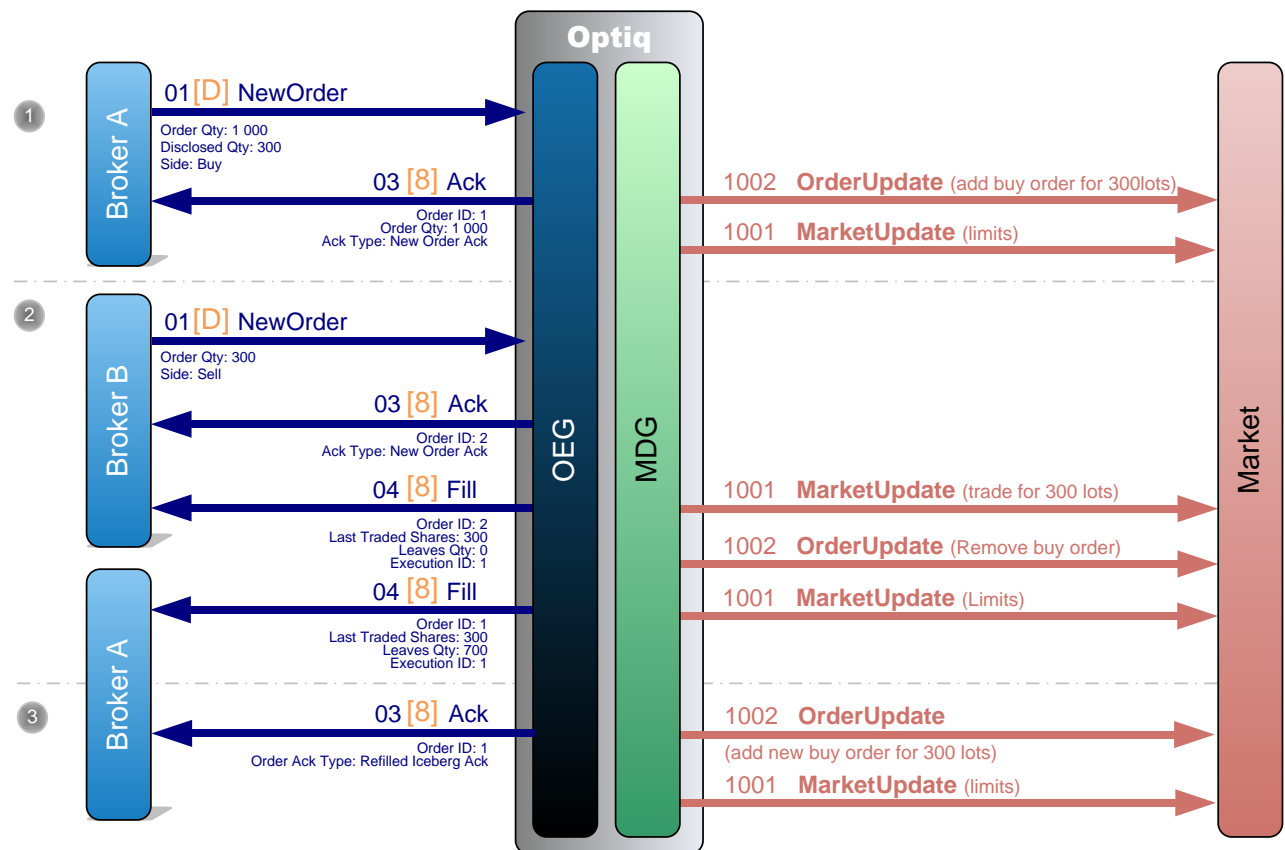 Optiq
1
Broker A
01 [D] NewOrder
Order Qty: 1 000
Disclosed Qty: 300
Side: Buy
03 [8] Ack
Order ID: 1
Order Qty: 1 000
Ack Type: New Order Ack
1002 OrderUpdate (add buy order for 300lots)
1001 MarketUpdate (limits)
2
Broker B
01 [D] NewOrder
Order Qty: 300
Side: Sell
03 [8] Ack
Order ID: 2
Ack Type: New Order Ack
OEG
MDG
Market
04 [8] Fill
Order ID: 2
Last Traded Shares: 300
Leaves Qty: 0
Execution ID: 1
1001 MarketUpdate (trade for 300 lots)
1002 OrderUpdate (Remove buy order)
Broker A
04 [8] Fill
Order ID: 1
Last Traded Shares: 300
Leaves Qty: 700
Execution ID: 1
1001 MarketUpdate (Limits)
3
03 [8] Ack
Order ID: 1
Order Ack Type: Refilled Iceberg Ack
1002 OrderUpdate
(add new buy order for 300 lots)
1001 MarketUpdate (limits)